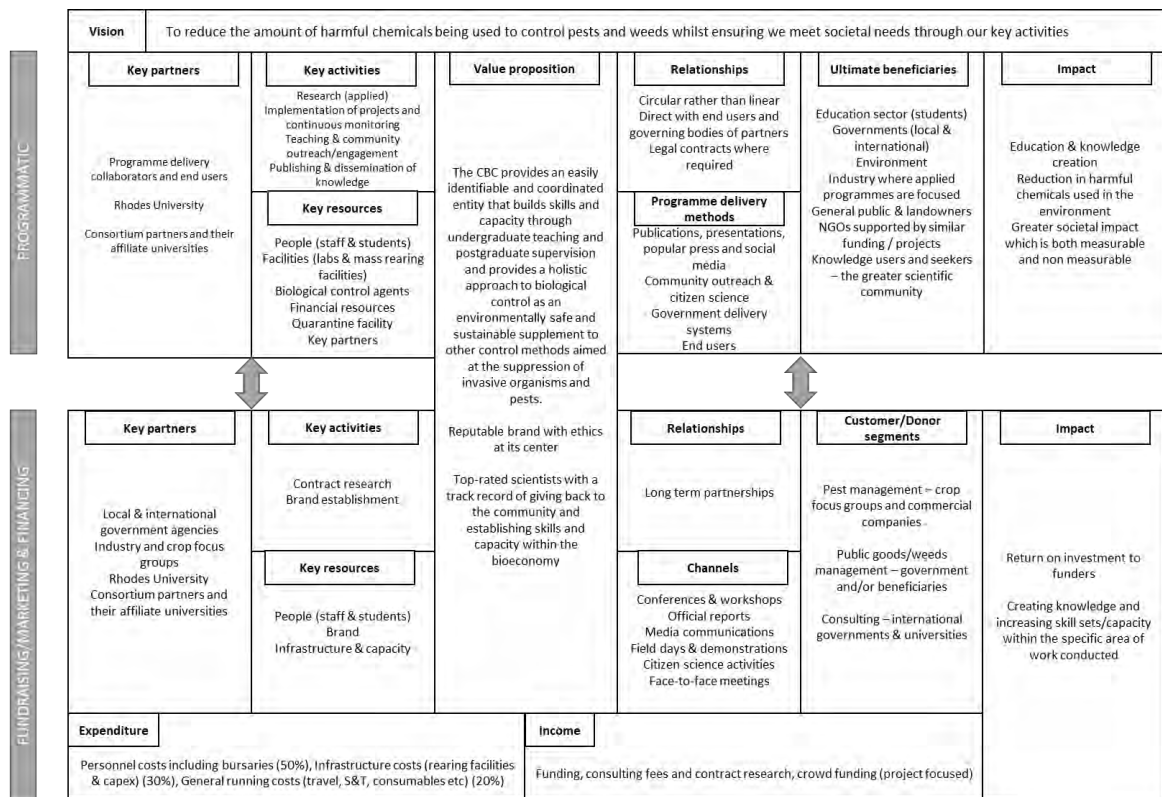 Vision
To reduce the amount of harmful chemicals being used to control pests and weeds whilst ensuring we meet societal needs through our key activities
PROGRAMMATIC
Key partners
Programme delivery
collaborators and end users
Rhodes University
Consortium partners and their
affiliate universities
Key activities
Research (applied)
Implementation of projects and
continuous monitoring
Teaching & community
outreach/engagement
Publishing & dissemination of
knowledge
Key resources
People (staff & students)
Facilities (labs & mass rearing
facilities)
Biological control agents
Financial resources
Quarantine facility
Key partners
Value proposition
The CBC provides an easily
identifiable and coordinated
entity that builds skills and
capacity through
undergraduate teaching and
postgraduate supervision
and provides a holistic
approach to biological
control as an
environmentally safe and
sustainable supplement to
other control methods aimed
at the suppression of
invasive organisms and
pests.
Reputable brand with ethics
at its center
Top-rated scientists with a
track record of giving back to
the community and
establishing skills and
capacity within the
bioeconomy
Relationships
Circular rather than linear
Direct with end users and
governing bodies of partners
Legal contracts where
required
Programme delivery
methods
Publications, presentations,
popular press and social
media
Community outreach &
citizen science
Government delivery
systems
End users
Ultimate beneficiaries
Education sector (students)
Governments (local &
international)
Environment
Industry where applied
programmes are focused
General public & landowners
NGOs supported by similar
funding / projects
Knowledge users and seekers
– the greater scientific
community
Impact
Education & knowledge
creation
Reduction in harmful
chemicals used in the
environment
Greater societal impact
which is both measurable
and non measurable
FUNDRAISING/MARKETING & FINANCING
Key partners
Local & international
government agencies
Industry and crop focus
groups
Rhodes University
Consortium partners and
their affiliate universities
Key activities
Contract research
Brand establishment
Key resources
People (staff & students)
Brand
Infrastructure & capacity
Relationships
Long term partnerships
Channels
Conferences & workshops
Official reports
Media communications
Field days & demonstrations
Citizen science activities
Face-to-face meetings
Customer/Donor
segments
Pest management – crop
focus groups and commercial
companies
Public goods/weeds
management – government
and/or beneficiaries
Consulting – international
governments & universities
Impact
Return on investment to
funders
Creating knowledge and
increasing skill sets/capacity
within the specific area of
work conducted
Expenditure
Personnel costs including bursaries (50%), Infrastructure costs (rearing facilities
& capex) (30%), General running costs (travel, S&T, consumables etc) (20%)
Income
Funding, consulting fees and contract research, crowd funding (project focused)